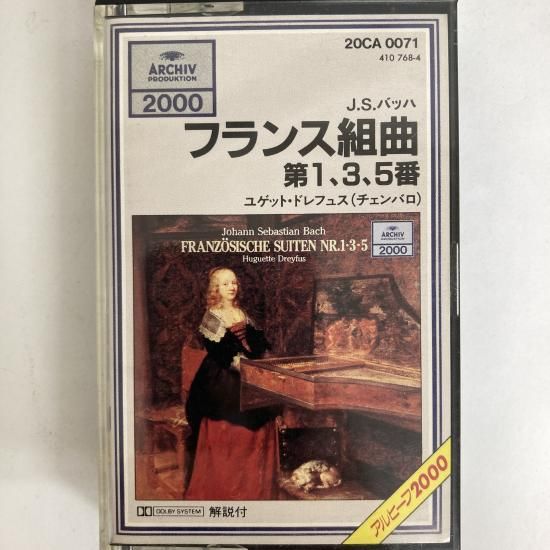 ARCHIV
PRODUKTION
2000
20CA 0071
410 768-4
J.S.バッハ
フランス組曲
第1、3、5番
ユゲット・ドレフュス(チェンバロ)
Johann Sebastian Bach
FRANZÖSISCHE SUITEN NR.1·3·5
Huguette Dreyfus
ARCHIV
PRODUKTION
2000
DOLBY SYSTEM
解説付
アルヒーフ2000